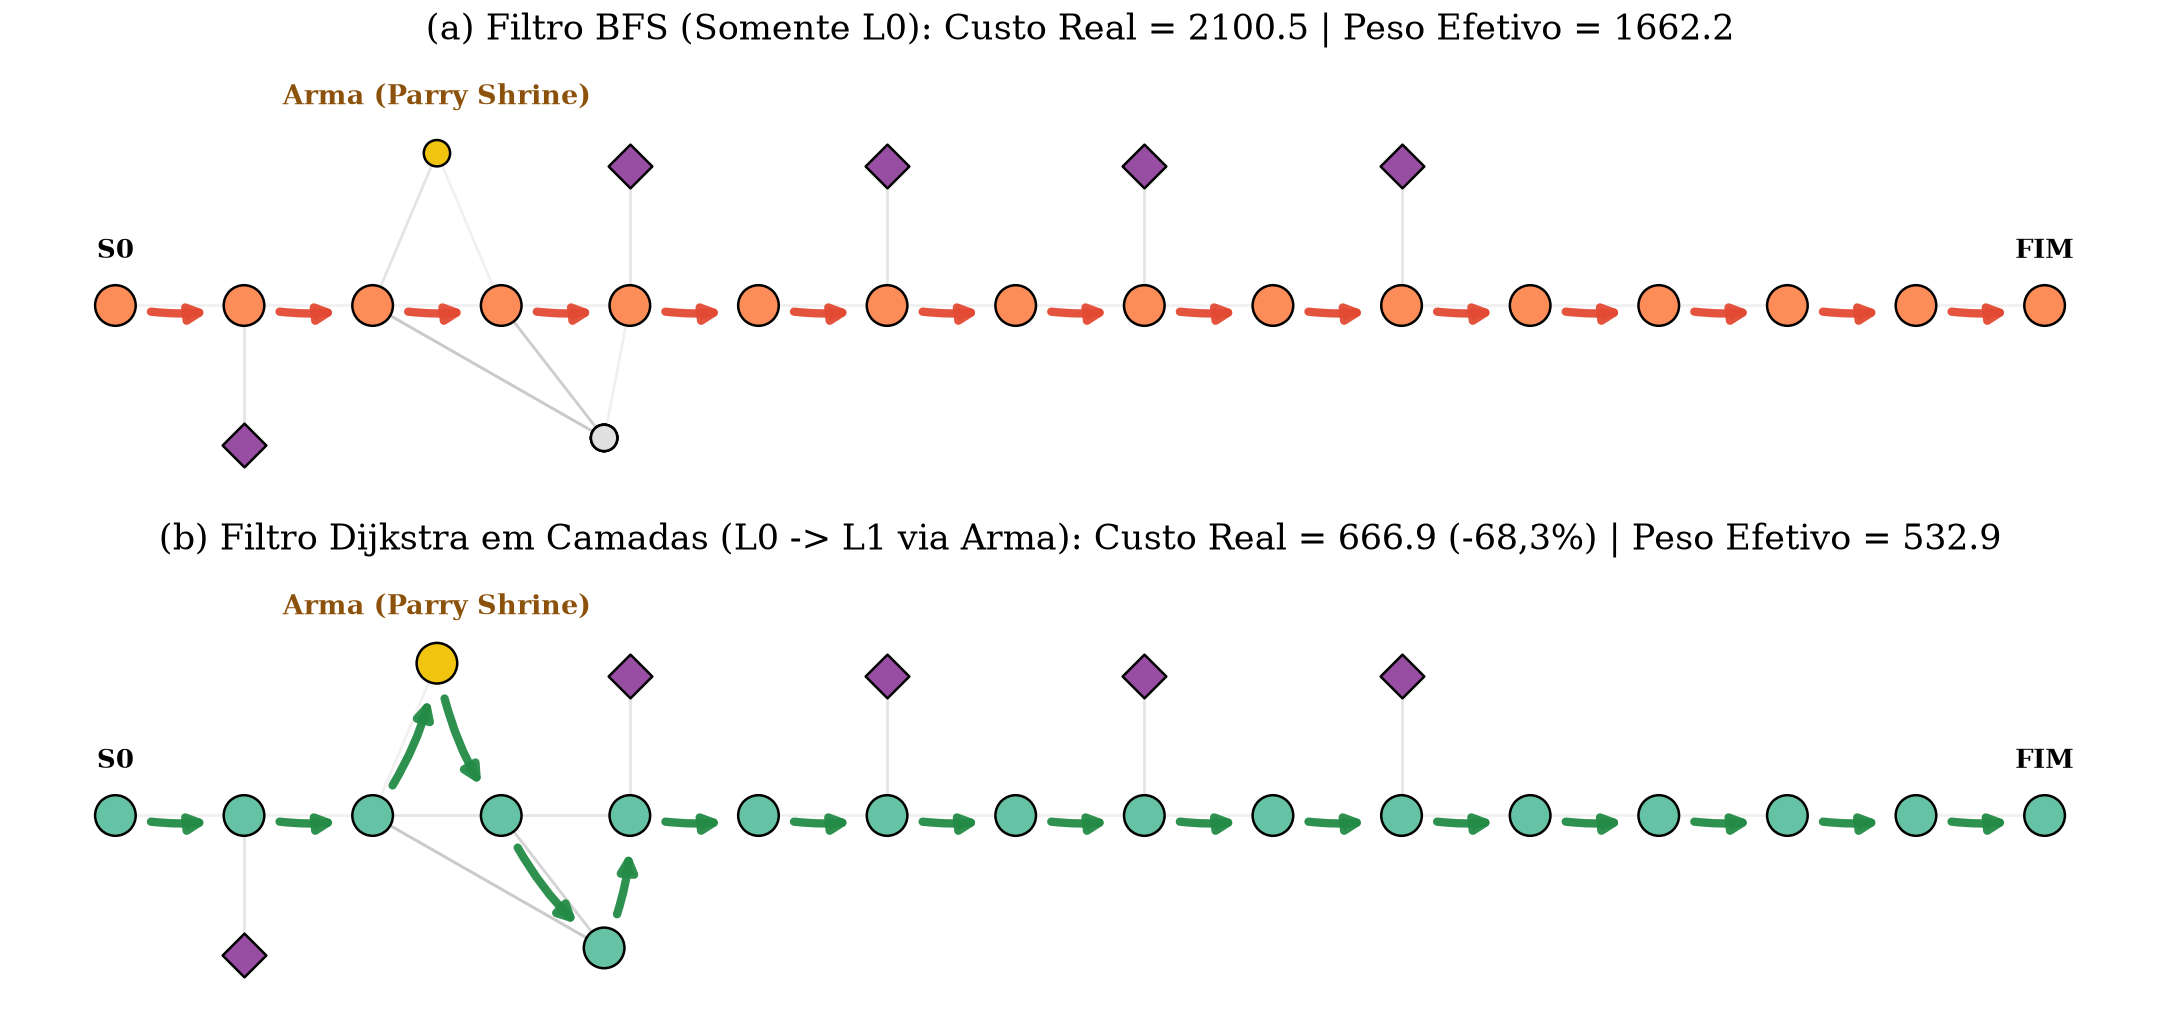 (a) Filtro BFS (Somente L0): Custo Real = 2100.5 | Peso Efetivo = 1662.2
Arma (Parry Shrine)
S0
FIM
(b) Filtro Dijkstra em Camadas (L0 -> L1 via Arma): Custo Real = 666.9 (-68,3%) | Peso Efetivo = 532.9
Arma (Parry Shrine)
S0
FIM